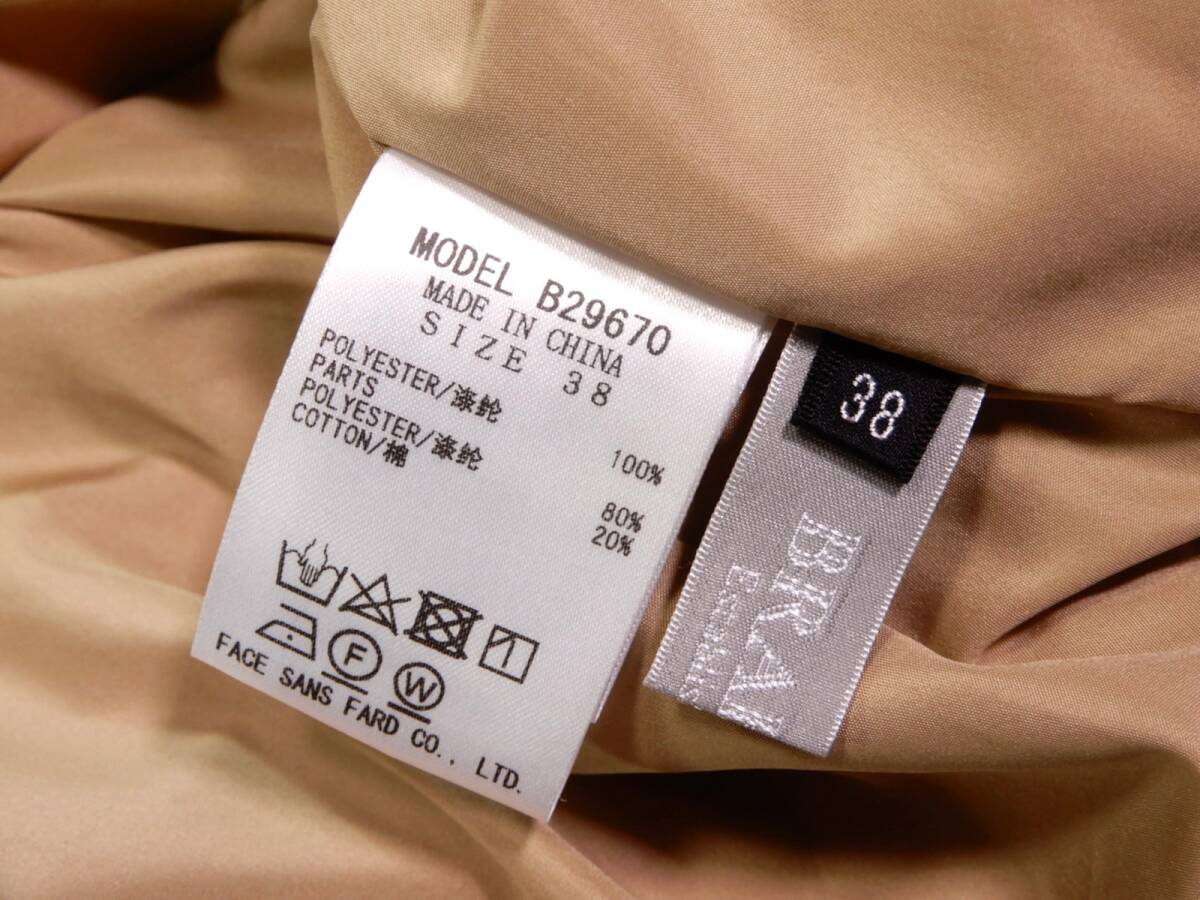 MODEL B29670
MADE IN CHINA
SIZE 38
POLYESTER/涤纶 100%
PARTS
POLYESTER/涤纶 80%
COTTON/棉 20%
F
W
FACE SANS FARD CO., LTD.
38